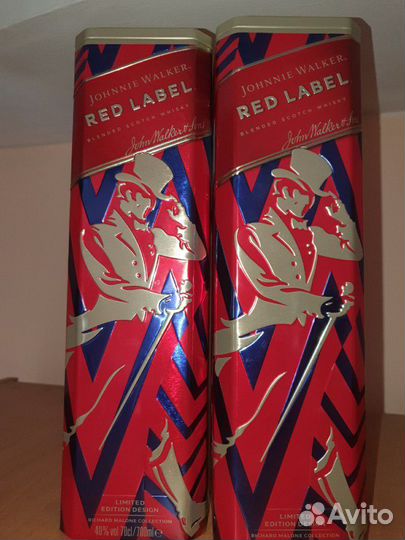 JOHNNIE WALKER.
RED LABEL
BLENDED SCOTCH WHISKY
John Walker & Sons
LIMITED
EDITION DESIGN
RICHARD MALONE COLLECTION
40% vol 70cl/700ml e
JOHNNIE WALKER.
RED LABEL
BLENDED SCOTCH WHISKY
John Walker & Sons
LIMITED
EDITION DESIGN
RICHARD MALONE COLLECTION
Avito